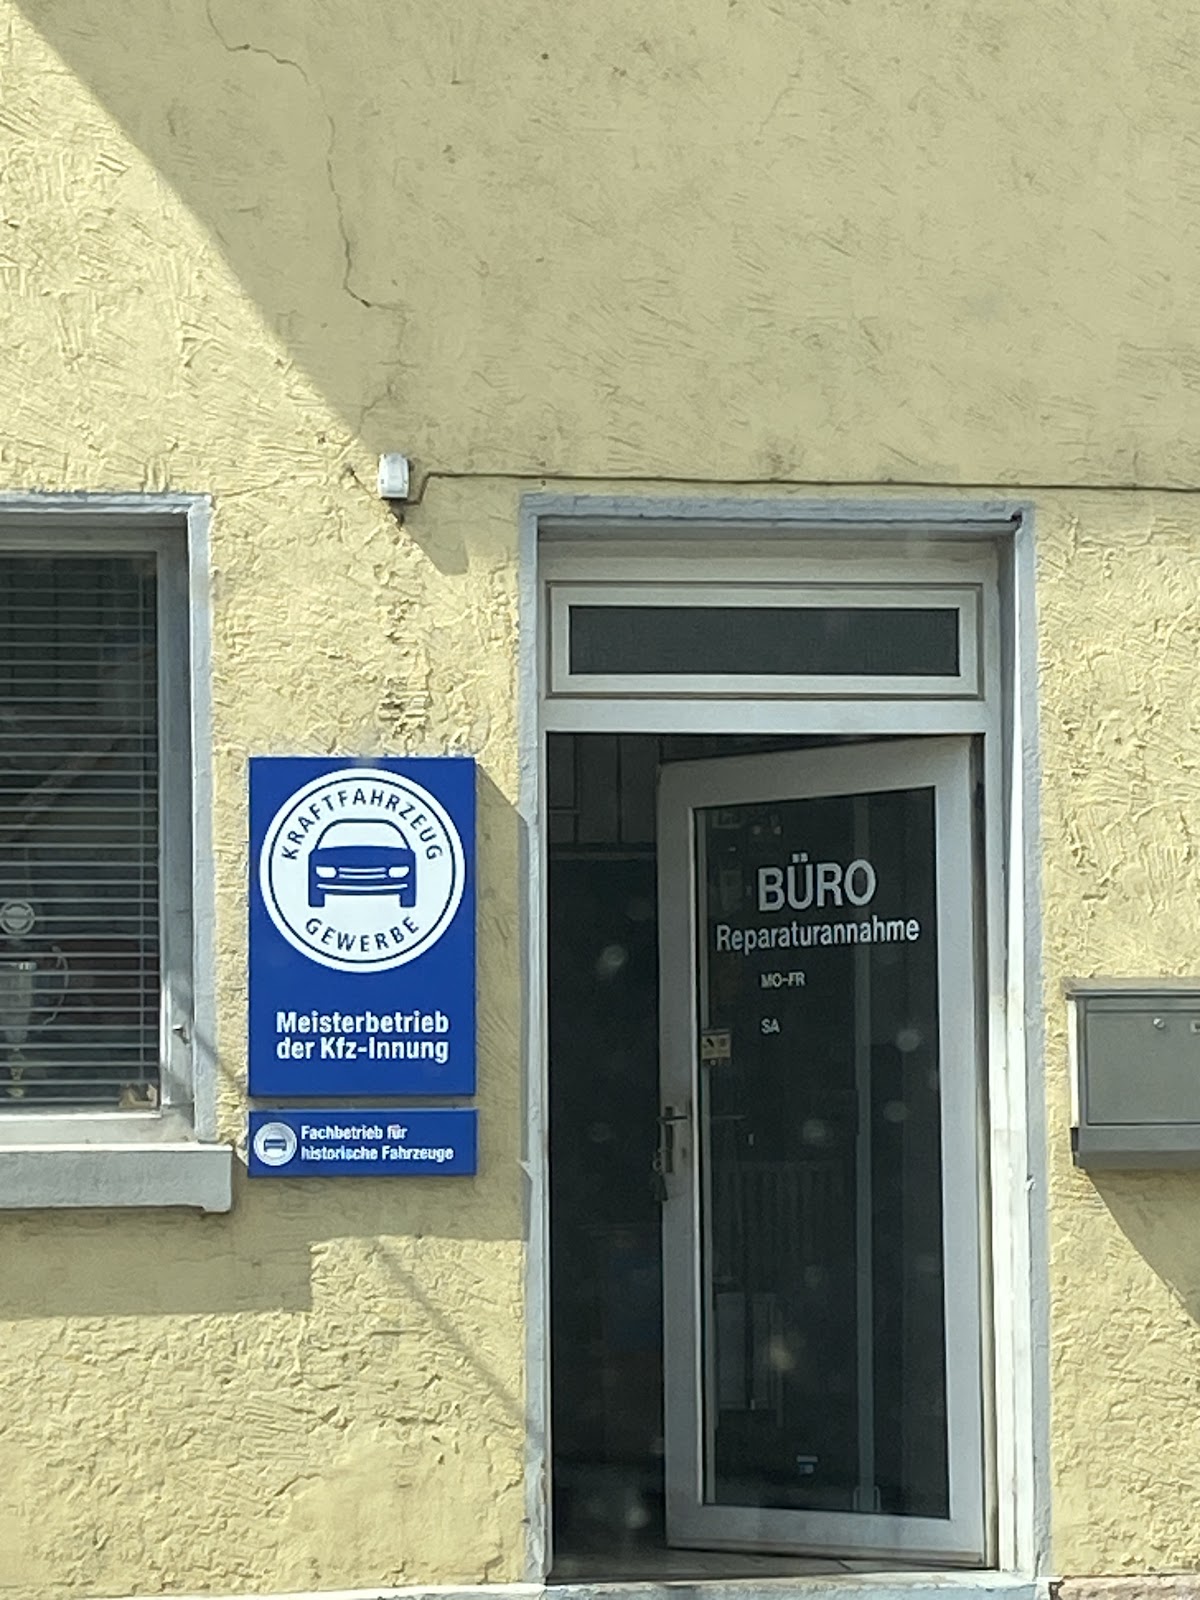 KRAFTFAHRZEUG
GEWERBE
Meisterbetrieb
der Kfz-Innung
Fachbetrieb für
historische Fahrzeuge
BÜRO
Reparaturannahme
MO-FR
SA